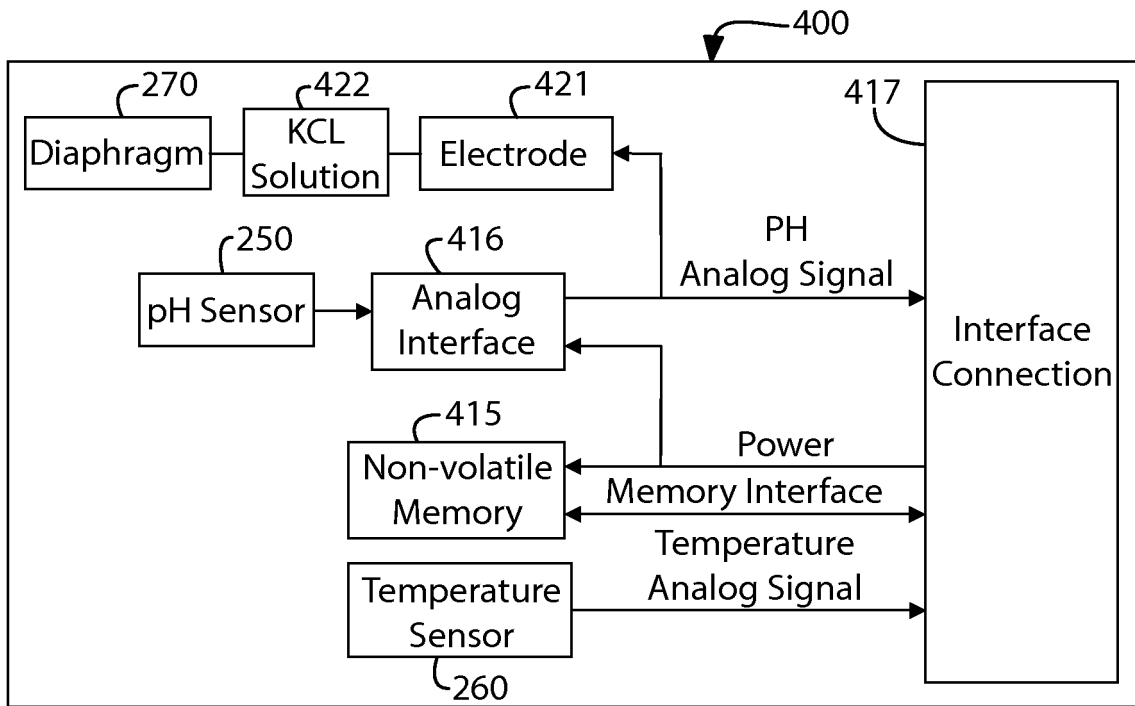 400
270
422
421
417
Diaphragm
KCL
Solution
Electrode
250
416
PH
Analog Signal
pH Sensor
Analog
Interface
Interface
Connection
415
Non-volatile
Memory
Power
Memory Interface
Temperature
Analog Signal
Temperature
Sensor
260